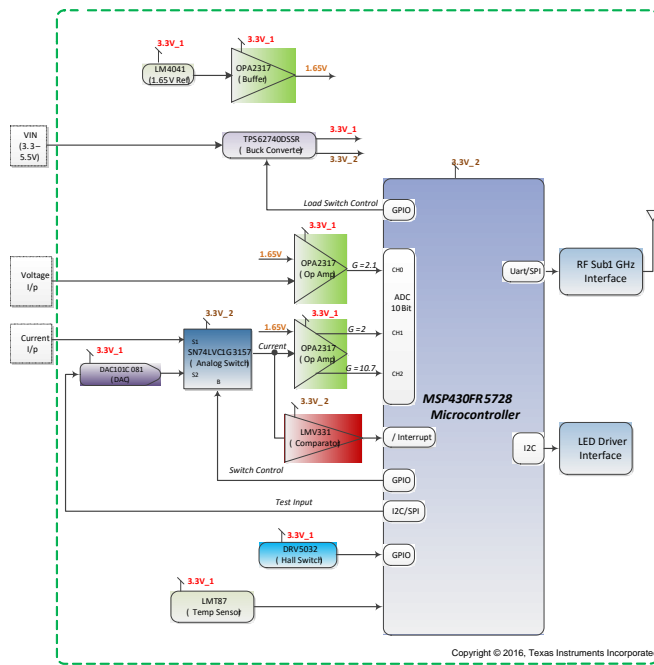 3.3V_1
3.3V_1
LM4041
(1.65 V Ref)
OPA2317
(Buffer)
1.65V
VIN
(3.3–
5.5V)
TPS62740DSSR
( Buck Converter)
3.3V_1
3.3V_2
3.3V_2
Load Switch Control
GPIO
3.3V_1
1.65V
OPA2317
(Op Amp)
G =2.1
CH0
ADC
10Bit
CH1
CH2
Voltage
I/p
Uart/SPI
RF Sub1 GHz
Interface
Current
I/p
3.3V_2
S1
SN74LVC1G3157
( Analog Switch)
S2
B
3.3V_1
1.65V
Current
OPA2317
(Op Amp)
G =2
G =10.7
3.3V_1
DAC101C 081
(DAC)
MSP430FR5728
Microcontroller
3.3V_2
LMV331
( Comparator)
/ Interrupt
I2C
LED Driver
Interface
Switch Control
GPIO
Test Input
I2C/SPI
3.3V_1
DRV5032
( Hall Switch)
GPIO
3.3V_1
LMT87
( Temp Sensor)
Copyright © 2016, Texas Instruments Incorporated